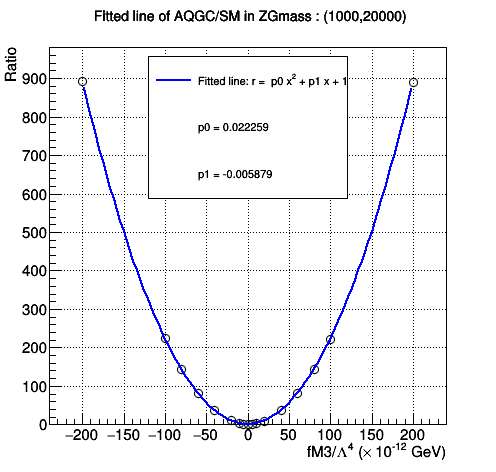 FItted line of AQGC/SM in ZGmass : (1000,20000)
Ratio
Fitted line: r = p0 x² + p1 x + 1
p0 = 0.022259
p1 = -0.005879
900
800
700
600
500
400
300
200
100
0
−200 −150 −100 −50 0 50 100 150 200
fM3/Λ⁴ (× 10⁻¹² GeV)